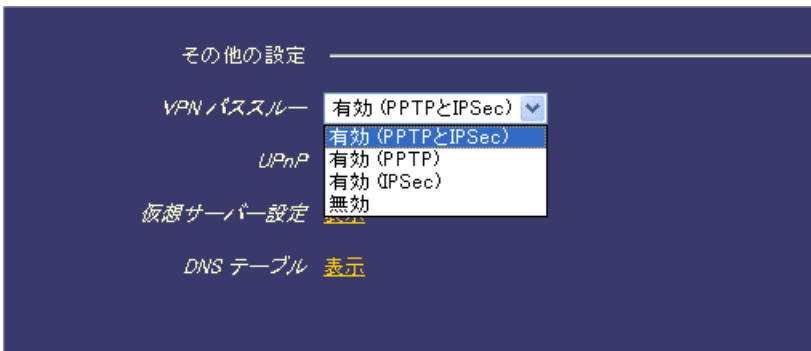 その他の設定
VPN パススルー 有効 (PPTPとIPSec)
有効 (PPTPとIPSec)
UPnP 有効 (PPTP)
有効 (IPSec)
無効
仮想サーバー設定 表示
DNS テーブル 表示